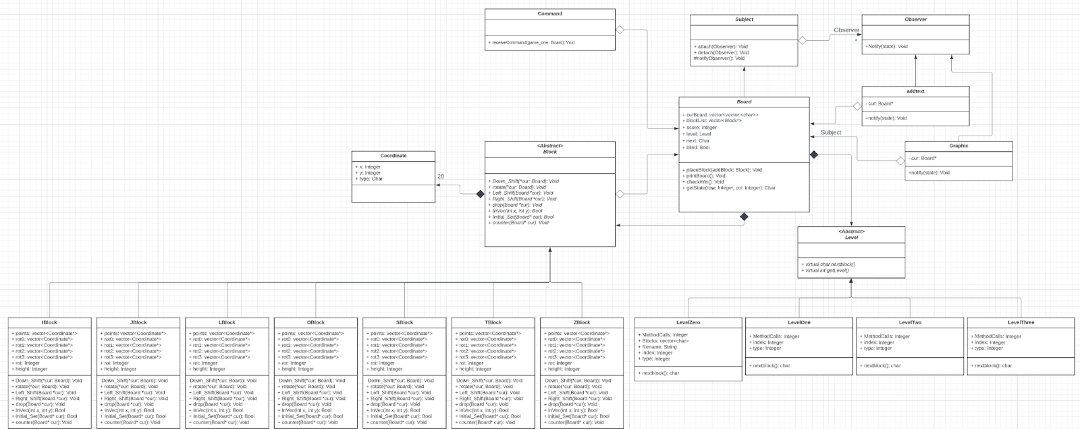 Command
+ receiveCommand(game_one: Board): Void
Subject
+ attach(Observer): Void
+ detach(Observer): Void
#notifyObserver(): Void
Observer
Observer
+Notify(state): Void
addtext
- cur: Board*
+notify(state): Void
Subject
Graphic
- cur: Board*
+notify(state): Void
Board
+ curBoard: vector<vector <char>>
+ blockList: vector<Block*>
+ score: Integer
+ level: Level
+ next: Char
+ blind: Bool
+ placeBlock(addBlock: Block): Void
+ printBoard(): Void
+ checkWin(): Void
+ getState(row: Integer, col: Integer): Char
Coordinate
+ x: Integer
+ y: Integer
+ type: Char
<Abstract>
Block
+ Down_Shift(*cur: Board): Void
+ rotate(*cur: Board): Void
+ Left_Shift(Board* cur): Void
+ Right_Shift(Board* cur): Void
+ drop(Board* cur): Void
+ InVec(int x, int y): Bool
+ Initial_Set(Board* cur): Bool
+ counter(Board* cur): Void
<Abstract>
Level
+ virtual char nextblock()
+ virtual int getLevel()
IBlock
+ points: vector<Coordinate*>
+ rot0: vector<Coordinate*>
+ rot1: vector<Coordinate*>
+ rot2: vector<Coordinate*>
+ rot3: vector<Coordinate*>
+ rot: Integer
+ height: Integer
+ Down_Shift(*cur: Board): Void
+ rotate(*cur: Board): Void
+ Left_Shift(Board* cur): Void
+ Right_Shift(Board* cur): Void
+ drop(Board* cur): Void
+ InVec(int x, int y): Bool
+ Initial_Set(Board* cur): Bool
+ counter(Board* cur): Void
JBlock
+ points: vector<Coordinate*>
+ rot0: vector<Coordinate*>
+ rot1: vector<Coordinate*>
+ rot2: vector<Coordinate*>
+ rot3: vector<Coordinate*>
+ rot: Integer
+ height: Integer
+ Down_Shift(*cur: Board): Void
+ rotate(*cur: Board): Void
+ Left_Shift(Board* cur): Void
+ Right_Shift(Board* cur): Void
+ drop(Board* cur): Void
+ InVec(int x, int y): Bool
+ Initial_Set(Board* cur): Bool
+ counter(Board* cur): Void
LBlock
+ points: vector<Coordinate*>
+ rot0: vector<Coordinate*>
+ rot1: vector<Coordinate*>
+ rot2: vector<Coordinate*>
+ rot3: vector<Coordinate*>
+ rot: Integer
+ height: Integer
+ Down_Shift(*cur: Board): Void
+ rotate(*cur: Board): Void
+ Left_Shift(Board* cur): Void
+ Right_Shift(Board* cur): Void
+ drop(Board* cur): Void
+ InVec(int x, int y): Bool
+ Initial_Set(Board* cur): Bool
+ counter(Board* cur): Void
OBlock
+ points: vector<Coordinate*>
+ rot0: vector<Coordinate*>
+ rot1: vector<Coordinate*>
+ rot2: vector<Coordinate*>
+ rot3: vector<Coordinate*>
+ rot: Integer
+ height: Integer
+ Down_Shift(*cur: Board): Void
+ rotate(*cur: Board): Void
+ Left_Shift(Board* cur): Void
+ Right_Shift(Board* cur): Void
+ drop(Board* cur): Void
+ InVec(int x, int y): Bool
+ Initial_Set(Board* cur): Bool
+ counter(Board* cur): Void
SBlock
+ points: vector<Coordinate*>
+ rot0: vector<Coordinate*>
+ rot1: vector<Coordinate*>
+ rot2: vector<Coordinate*>
+ rot3: vector<Coordinate*>
+ rot: Integer
+ height: Integer
+ Down_Shift(*cur: Board): Void
+ rotate(*cur: Board): Void
+ Left_Shift(Board* cur): Void
+ Right_Shift(Board* cur): Void
+ drop(Board* cur): Void
+ InVec(int x, int y): Bool
+ Initial_Set(Board* cur): Bool
+ counter(Board* cur): Void
TBlock
+ points: vector<Coordinate*>
+ rot0: vector<Coordinate*>
+ rot1: vector<Coordinate*>
+ rot2: vector<Coordinate*>
+ rot3: vector<Coordinate*>
+ rot: Integer
+ height: Integer
+ Down_Shift(*cur: Board): Void
+ rotate(*cur: Board): Void
+ Left_Shift(Board* cur): Void
+ Right_Shift(Board* cur): Void
+ drop(Board* cur): Void
+ InVec(int x, int y): Bool
+ Initial_Set(Board* cur): Bool
+ counter(Board* cur): Void
ZBlock
+ points: vector<Coordinate*>
+ rot0: vector<Coordinate*>
+ rot1: vector<Coordinate*>
+ rot2: vector<Coordinate*>
+ rot3: vector<Coordinate*>
+ rot: Integer
+ height: Integer
+ Down_Shift(*cur: Board): Void
+ rotate(*cur: Board): Void
+ Left_Shift(Board* cur): Void
+ Right_Shift(Board* cur): Void
+ drop(Board* cur): Void
+ InVec(int x, int y): Bool
+ Initial_Set(Board* cur): Bool
+ counter(Board* cur): Void
LevelZero
+ MethodCalls: Integer
+ Blocks: vector<char>
+ Filename: String
+ Index: Integer
+ type: Integer
+ nextblock(): char
LevelOne
+ MethodCalls: Integer
+ Index: Integer
+ type: Integer
+ nextblock(): char
LevelTwo
+ MethodCalls: Integer
+ Index: Integer
+ type: Integer
+ nextblock(): char
LevelThree
+ MethodCalls: Integer
+ Index: Integer
+ type: Integer
+ nextblock(): char